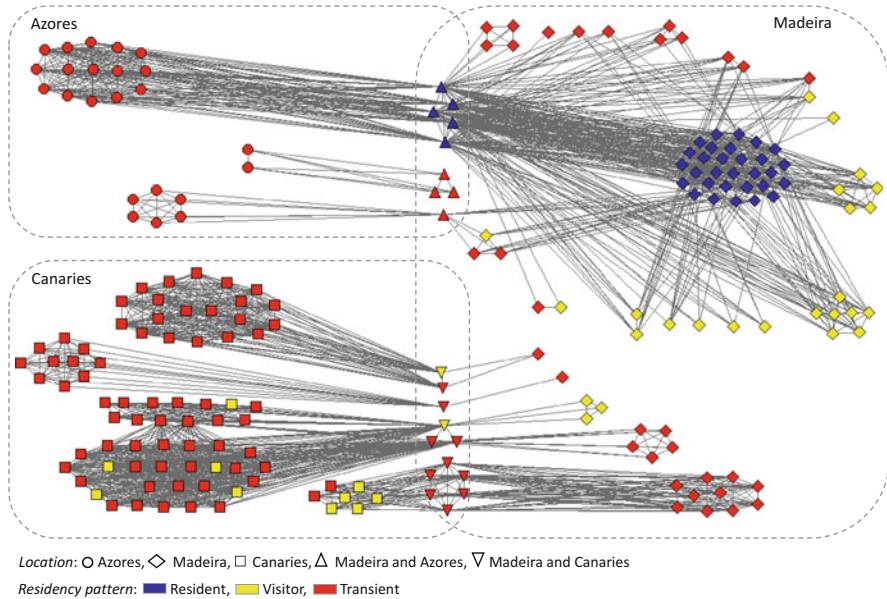 Azores
Madeira
Canaries
Location: Azores, Madeira, Canaries, Madeira and Azores, Madeira and Canaries
Residency pattern: Resident, Visitor, Transient